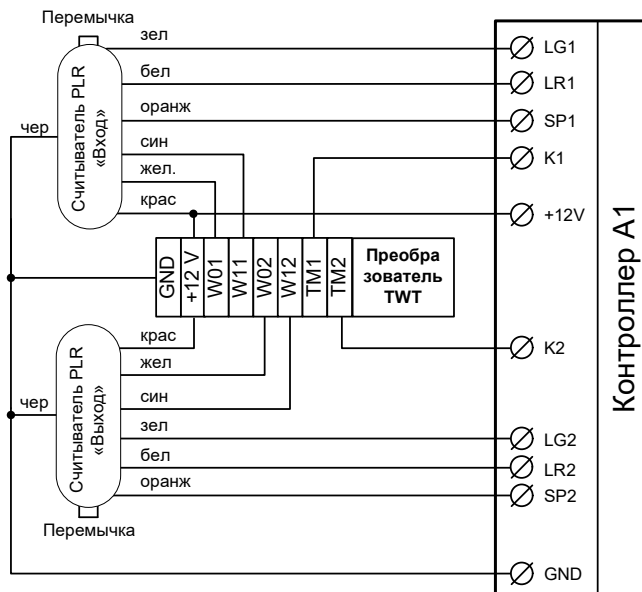 Перемычка
Считыватель PLR
«Вход»
чер
зел
бел
оранж
син
жел.
крас
LG1
LR1
SP1
K1
+12V
GND
+12 V
W01
W11
W02
W12
TM1
TM2
Преобра
зователь
TWT
Контроллер А1
Считыватель PLR
«Выход»
чер
крас
жел
син
зел
бел
оранж
K2
LG2
LR2
SP2
Перемычка
GND